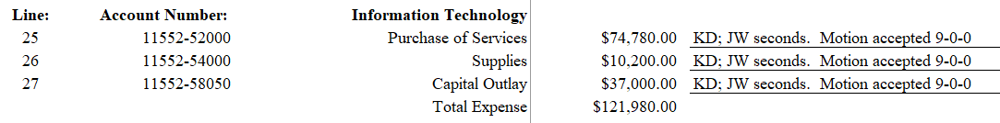 Line: Account Number: Information Technology
25 11552-52000 Purchase of Services $74,780.00 KD; JW seconds. Motion accepted 9-0-0
26 11552-54000 Supplies $10,200.00 KD; JW seconds. Motion accepted 9-0-0
27 11552-58050 Capital Outlay $37,000.00 KD; JW seconds. Motion accepted 9-0-0
Total Expense $121,980.00